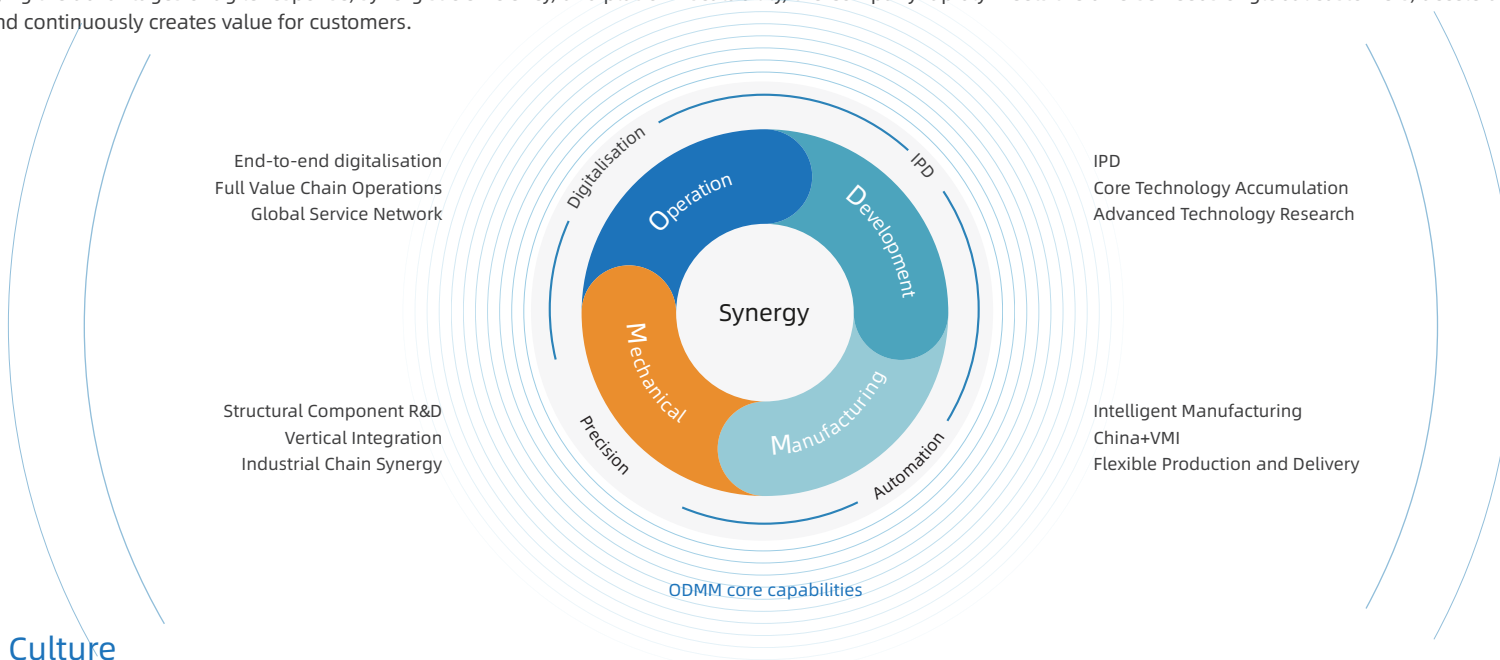 nd continuously creates value for customers.
End-to-end digitalisation
Full Value Chain Operations
Global Service Network
Digitalisation
IPD
Operation
Development
IPD
Core Technology Accumulation
Advanced Technology Research
Synergy
Mechanical
Manufacturing
Structural Component R&D
Vertical Integration
Industrial Chain Synergy
Precision
Automation
Intelligent Manufacturing
China+VMI
Flexible Production and Delivery
ODMM core capabilities
Culture